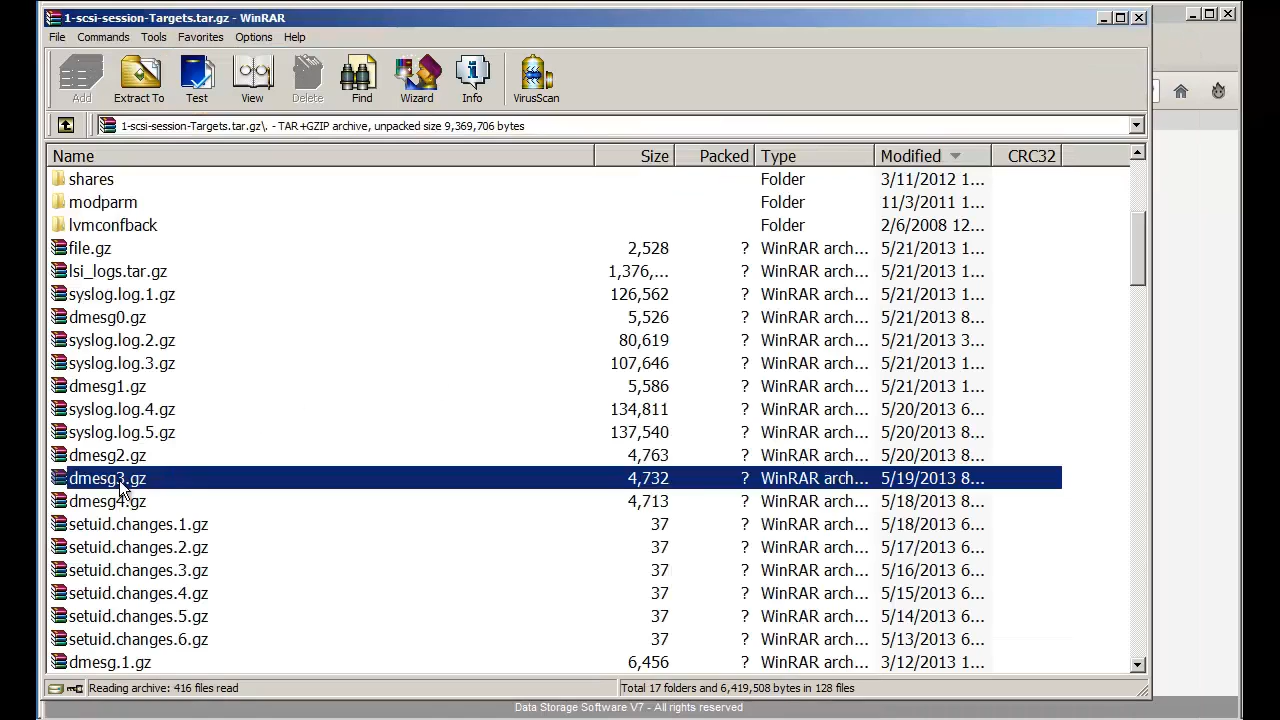 1-scsi-session-Targets.tar.gz - WinRAR
File Commands Tools Favorites Options Help
Add Extract To Test View Delete Find Wizard Info VirusScan
1-scsi-session-Targets.tar.gz\. - TAR+GZIP archive, unpacked size 9,369,706 bytes
Name Size Packed Type Modified CRC32
shares Folder 3/11/2012 1...
modparm Folder 11/3/2011 1...
lvmconfback Folder 2/6/2008 12...
file.gz 2,528 ? WinRAR arch... 5/21/2013 1...
lsi_logs.tar.gz 1,376,... ? WinRAR arch... 5/21/2013 1...
syslog.log.1.gz 126,562 ? WinRAR arch... 5/21/2013 1...
dmesg0.gz 5,526 ? WinRAR arch... 5/21/2013 8...
syslog.log.2.gz 80,619 ? WinRAR arch... 5/21/2013 3...
syslog.log.3.gz 107,646 ? WinRAR arch... 5/21/2013 1...
dmesg1.gz 5,586 ? WinRAR arch... 5/21/2013 1...
syslog.log.4.gz 134,811 ? WinRAR arch... 5/20/2013 6...
syslog.log.5.gz 137,540 ? WinRAR arch... 5/20/2013 8...
dmesg2.gz 4,763 ? WinRAR arch... 5/20/2013 8...
dmesg3.gz 4,732 ? WinRAR arch... 5/19/2013 8...
dmesg4.gz 4,713 ? WinRAR arch... 5/18/2013 8...
setuid.changes.1.gz 37 ? WinRAR arch... 5/18/2013 6...
setuid.changes.2.gz 37 ? WinRAR arch... 5/17/2013 6...
setuid.changes.3.gz 37 ? WinRAR arch... 5/16/2013 6...
setuid.changes.4.gz 37 ? WinRAR arch... 5/15/2013 6...
setuid.changes.5.gz 37 ? WinRAR arch... 5/14/2013 6...
setuid.changes.6.gz 37 ? WinRAR arch... 5/13/2013 6...
dmesg.1.gz 6,456 ? WinRAR arch... 3/12/2013 1...
Reading archive: 416 files read Total 17 folders and 6,419,508 bytes in 128 files
Data Storage Software V7 - All rights reserved